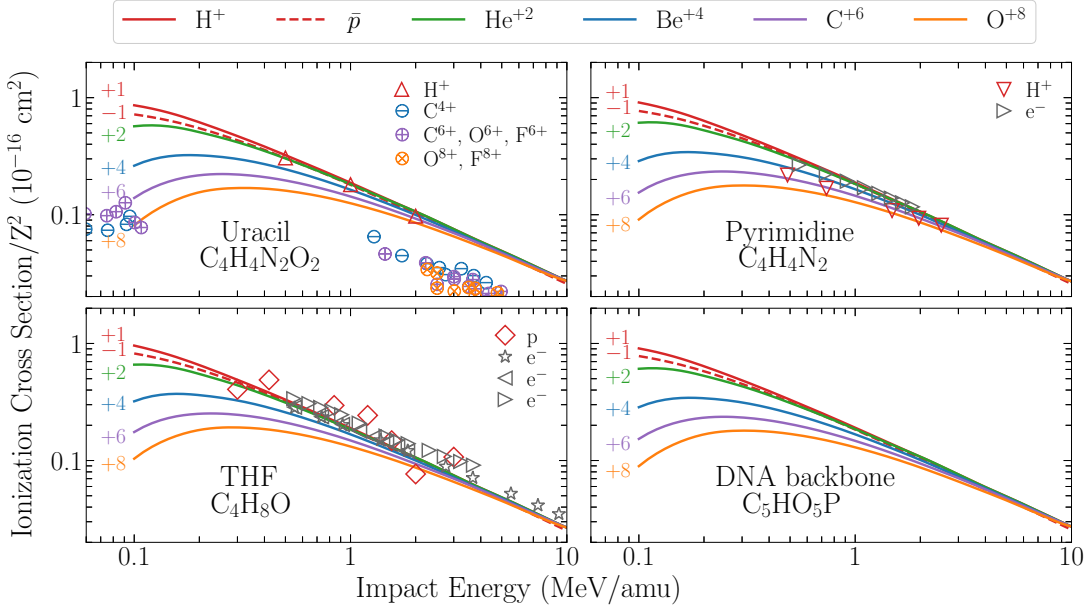 H⁺ p̄ He⁺² Be⁺⁴ C⁺⁶ O⁺⁸
Ionization Cross Section/Z² (10⁻¹⁶ cm²)
1
0.1
+1
−1
+2
+4
+6
+8
H⁺
C⁴⁺
C⁶⁺, O⁶⁺, F⁶⁺
O⁸⁺, F⁸⁺
Uracil
C₄H₄N₂O₂
+1
−1
+2
+4
+6
+8
H⁺
e⁻
Pyrimidine
C₄H₄N₂
1
0.1
+1
−1
+2
+4
+6
+8
p
e⁻
e⁻
e⁻
THF
C₄H₈O
0.1 1 10
+1
−1
+2
+4
+6
+8
DNA backbone
C₅HO₅P
0.1 1 10
Impact Energy (MeV/amu)